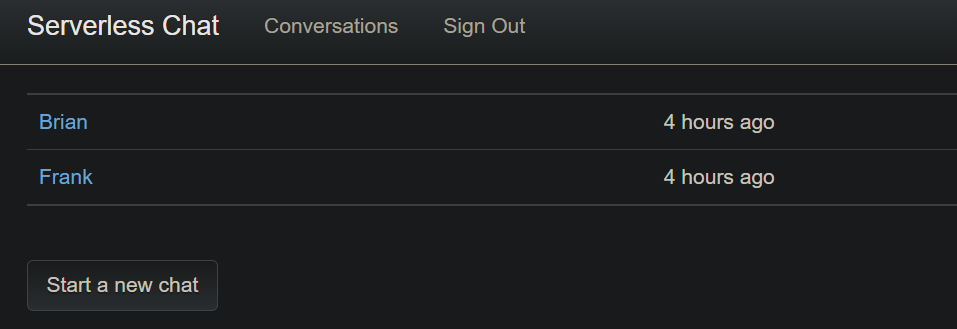 Serverless Chat Conversations Sign Out
Brian 4 hours ago
Frank 4 hours ago
Start a new chat